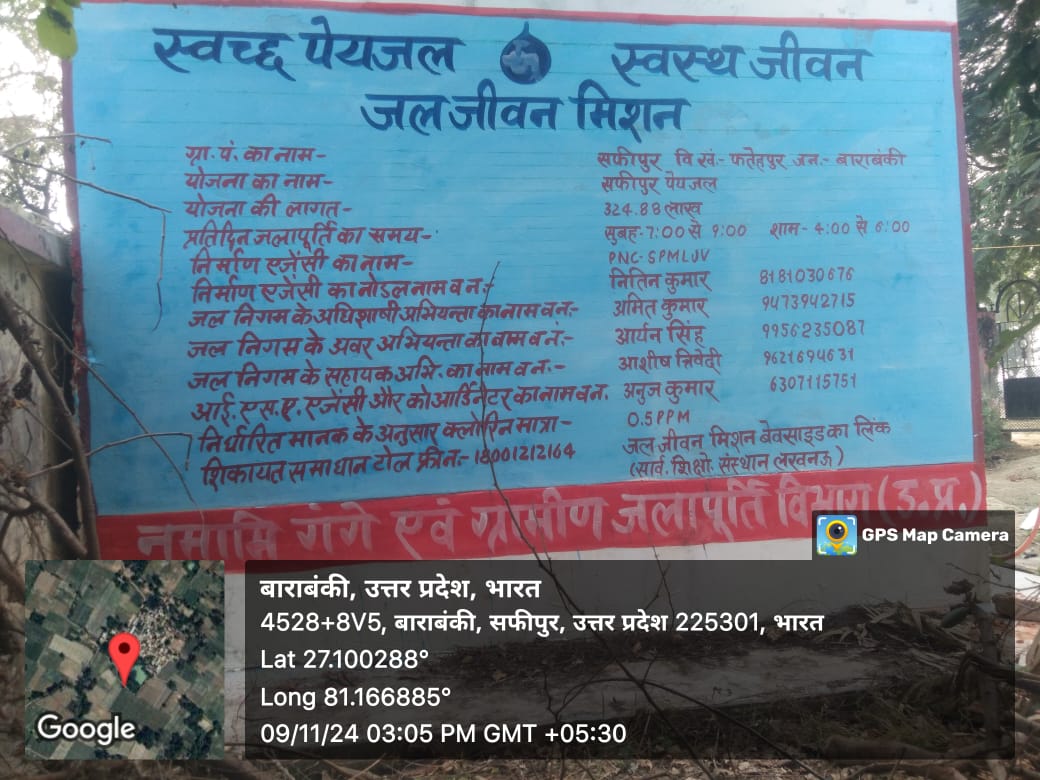 स्वच्छ पेयजल स्वस्थ जीवन
जल जीवन मिशन
ग्रा. पं. का नाम- सफीपुर वि खं.- फतेहपुर जन.- बाराबंकी
योजना का नाम- सफीपुर पेयजल
योजना की लागत- 324.88 लाख
प्रतिदिन जलापूर्ति का समय- सुबह-7:00 से 9:00 शाम- 4:00 से 6:00
निर्माण एजेंसी का नाम- PNC-SPMLJV
निर्माण एजेंसी का नोडल नाम व नं:- नितिन कुमार 8181030676
जल निगम के अधिशाषी अभियन्ता का नाम व नं:- अमित कुमार 9473942715
जल निगम के अवर अभियन्ता का नाम व नं:- आर्यन सिंह 9956235087
जल निगम के सहायक अभि. का नाम व नं.- आशीष त्रिवेदी 9621694631
आई. एस. ए. एजेंसी और कोआर्डिनेटर का नाम व नं. अनुज कुमार 6307115751
निर्धारित मानक के अनुसार क्लोरिन मात्रा- 0.5PPM
शिकायत समाधान टोल फ्री नं:- 18001212164 जल जीवन मिशन बेवसाइड का लिंक
(सार्व. शिक्षो. संस्थान लखनऊ)
नमामि गंगे एवं ग्रामीण जलापूर्ति विभाग (उ.प्र.)
GPS Map Camera
बाराबंकी, उत्तर प्रदेश, भारत
4528+8V5, बाराबंकी, सफीपुर, उत्तर प्रदेश 225301, भारत
Lat 27.100288°
Long 81.166885°
09/11/24 03:05 PM GMT +05:30
Google